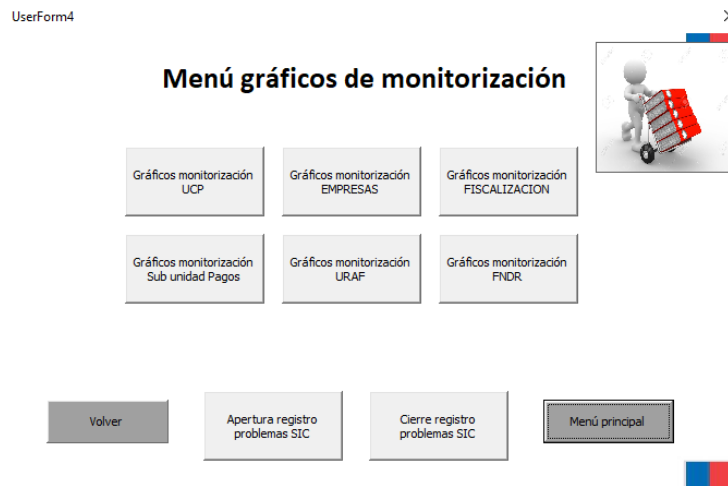 UserForm4
Menú gráficos de monitorización
Gráficos monitorización
UCP
Gráficos monitorización
EMPRESAS
Gráficos monitorización
FISCALIZACION
Gráficos monitorización
Sub unidad Pagos
Gráficos monitorización
URAF
Gráficos monitorización
FNDR
Volver
Apertura registro
problemas SIC
Cierre registro
problemas SIC
Menú principal